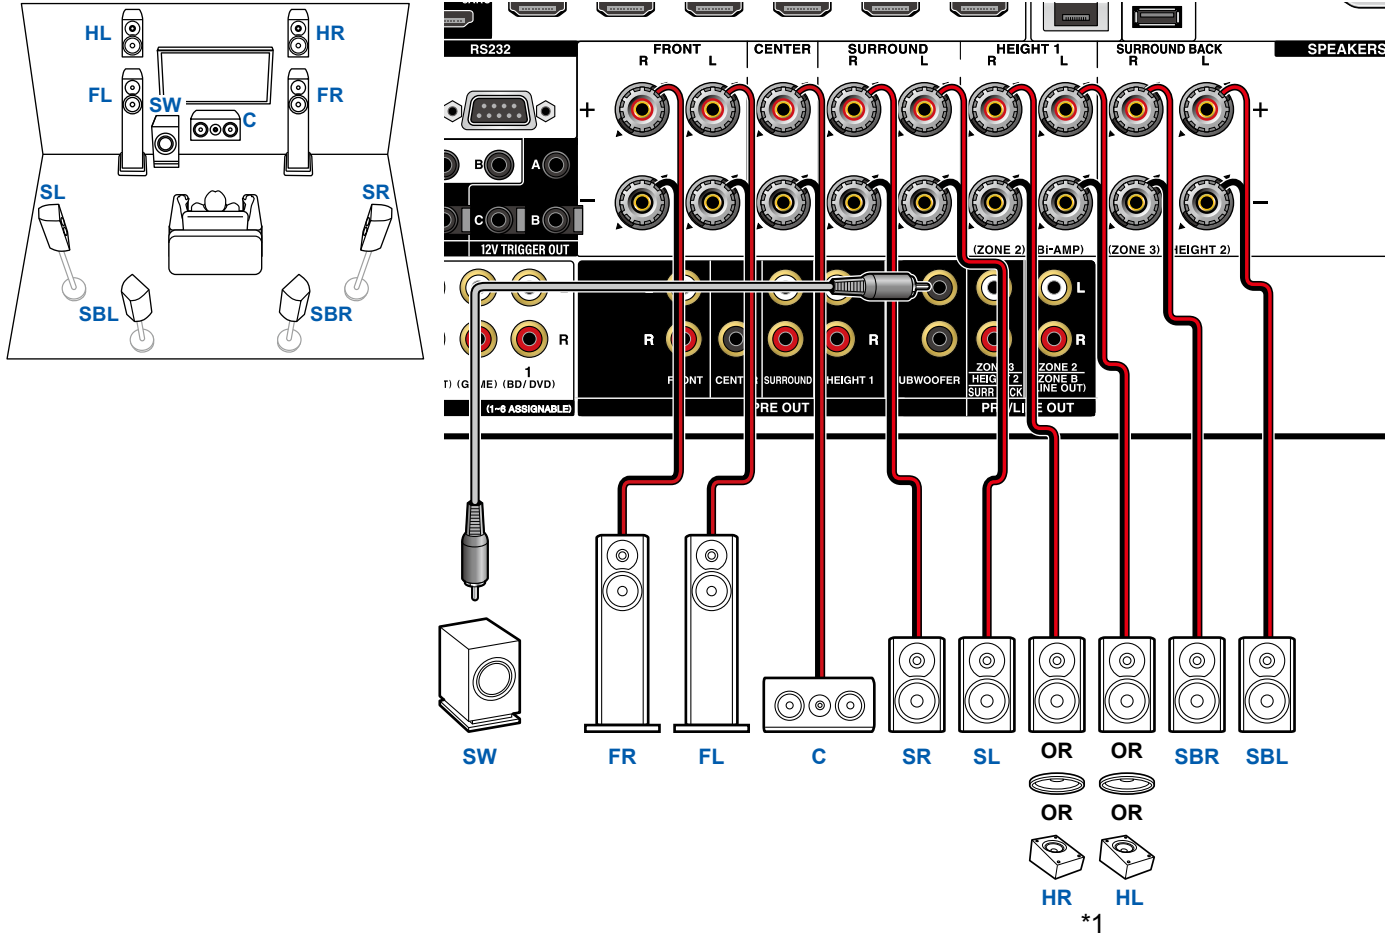 HL
HR
FL
SW
FR
C
SL
SR
SBL
SBR
RS232
FRONT
CENTER
SURROUND
HEIGHT 1
SURROUND BACK
SPEAKERS
R
L
R
L
R
L
R
L
+
+
B
A
C
B
12V TRIGGER OUT
(ZONE 2)
Bi-AMP)
(ZONE 3)
HEIGHT 2)
L
R
R
R
R
1
(BD/DVD)
(1~6 ASSIGNABLE)
SURROUND
HEIGHT 1
UBWOOFER
ZONE 2
ZONE B
PRE OUT
SW
FR
FL
C
SR
SL
OR
OR
SBR
SBL
OR
OR
HR
HL
*1